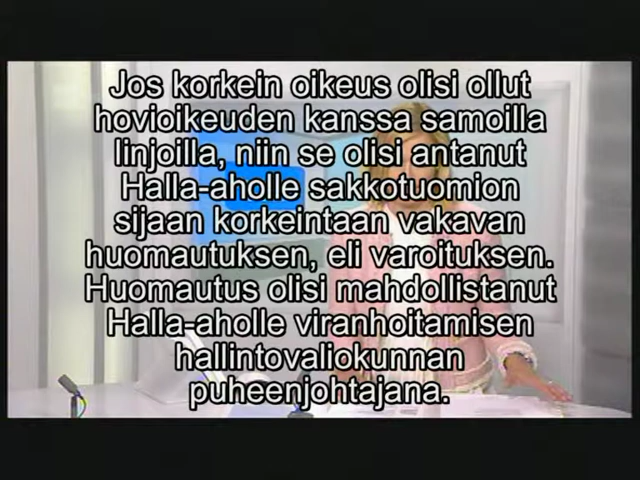 Jos korkein oikeus olisi ollut
hovioikeuden kanssa samoilla
linjoilla, niin se olisi antanut
Halla-aholle sakkotuomion
sijaan korkeintaan vakavan
huomautuksen, eli varoituksen.
Huomautus olisi mahdollistanut
Halla-aholle viranhoitamisen
hallintovaliokunnan
puheenjohtajana.